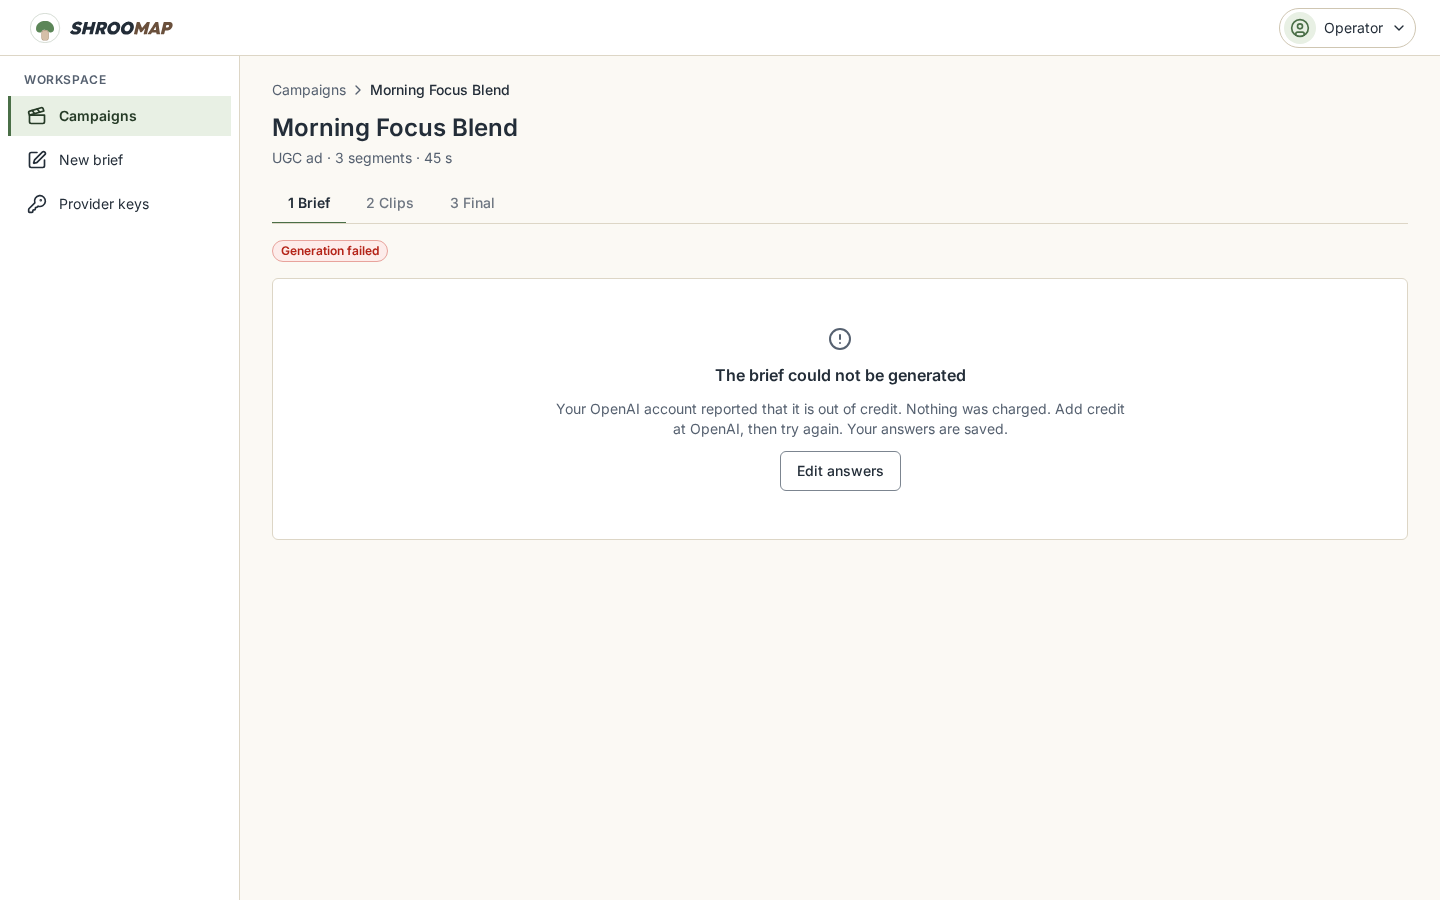 SHROOMAP
Operator
WORKSPACE
Campaigns
New brief
Provider keys
Campaigns > Morning Focus Blend
Morning Focus Blend
UGC ad · 3 segments · 45 s
1 Brief 2 Clips 3 Final
Generation failed
The brief could not be generated
Your OpenAI account reported that it is out of credit. Nothing was charged. Add credit
at OpenAI, then try again. Your answers are saved.
Edit answers